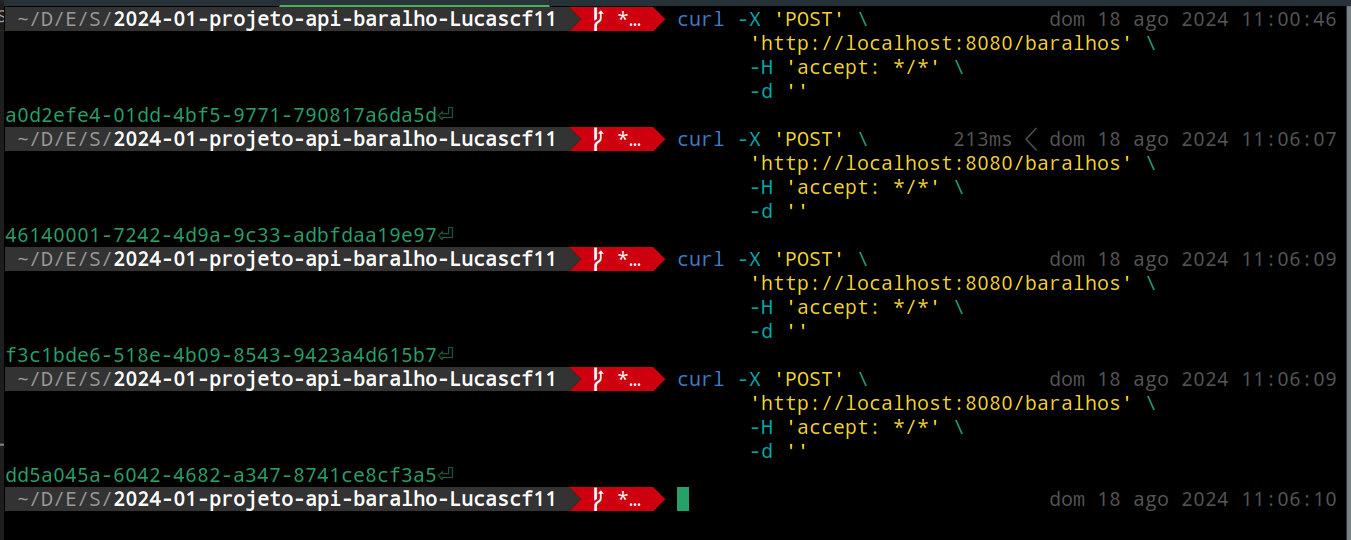 ~/D/E/S/2024-01-projeto-api-baralho-Lucascf11 *… curl -X 'POST' \ dom 18 ago 2024 11:00:46
'http://localhost:8080/baralhos' \
-H 'accept: */*' \
-d ''
a0d2efe4-01dd-4bf5-9771-790817a6da5d⏎
~/D/E/S/2024-01-projeto-api-baralho-Lucascf11 *… curl -X 'POST' \ 213ms < dom 18 ago 2024 11:06:07
'http://localhost:8080/baralhos' \
-H 'accept: */*' \
-d ''
46140001-7242-4d9a-9c33-adbfdaa19e97⏎
~/D/E/S/2024-01-projeto-api-baralho-Lucascf11 *… curl -X 'POST' \ dom 18 ago 2024 11:06:09
'http://localhost:8080/baralhos' \
-H 'accept: */*' \
-d ''
f3c1bde6-518e-4b09-8543-9423a4d615b7⏎
~/D/E/S/2024-01-projeto-api-baralho-Lucascf11 *… curl -X 'POST' \ dom 18 ago 2024 11:06:09
'http://localhost:8080/baralhos' \
-H 'accept: */*' \
-d ''
dd5a045a-6042-4682-a347-8741ce8cf3a5⏎
~/D/E/S/2024-01-projeto-api-baralho-Lucascf11 *… dom 18 ago 2024 11:06:10